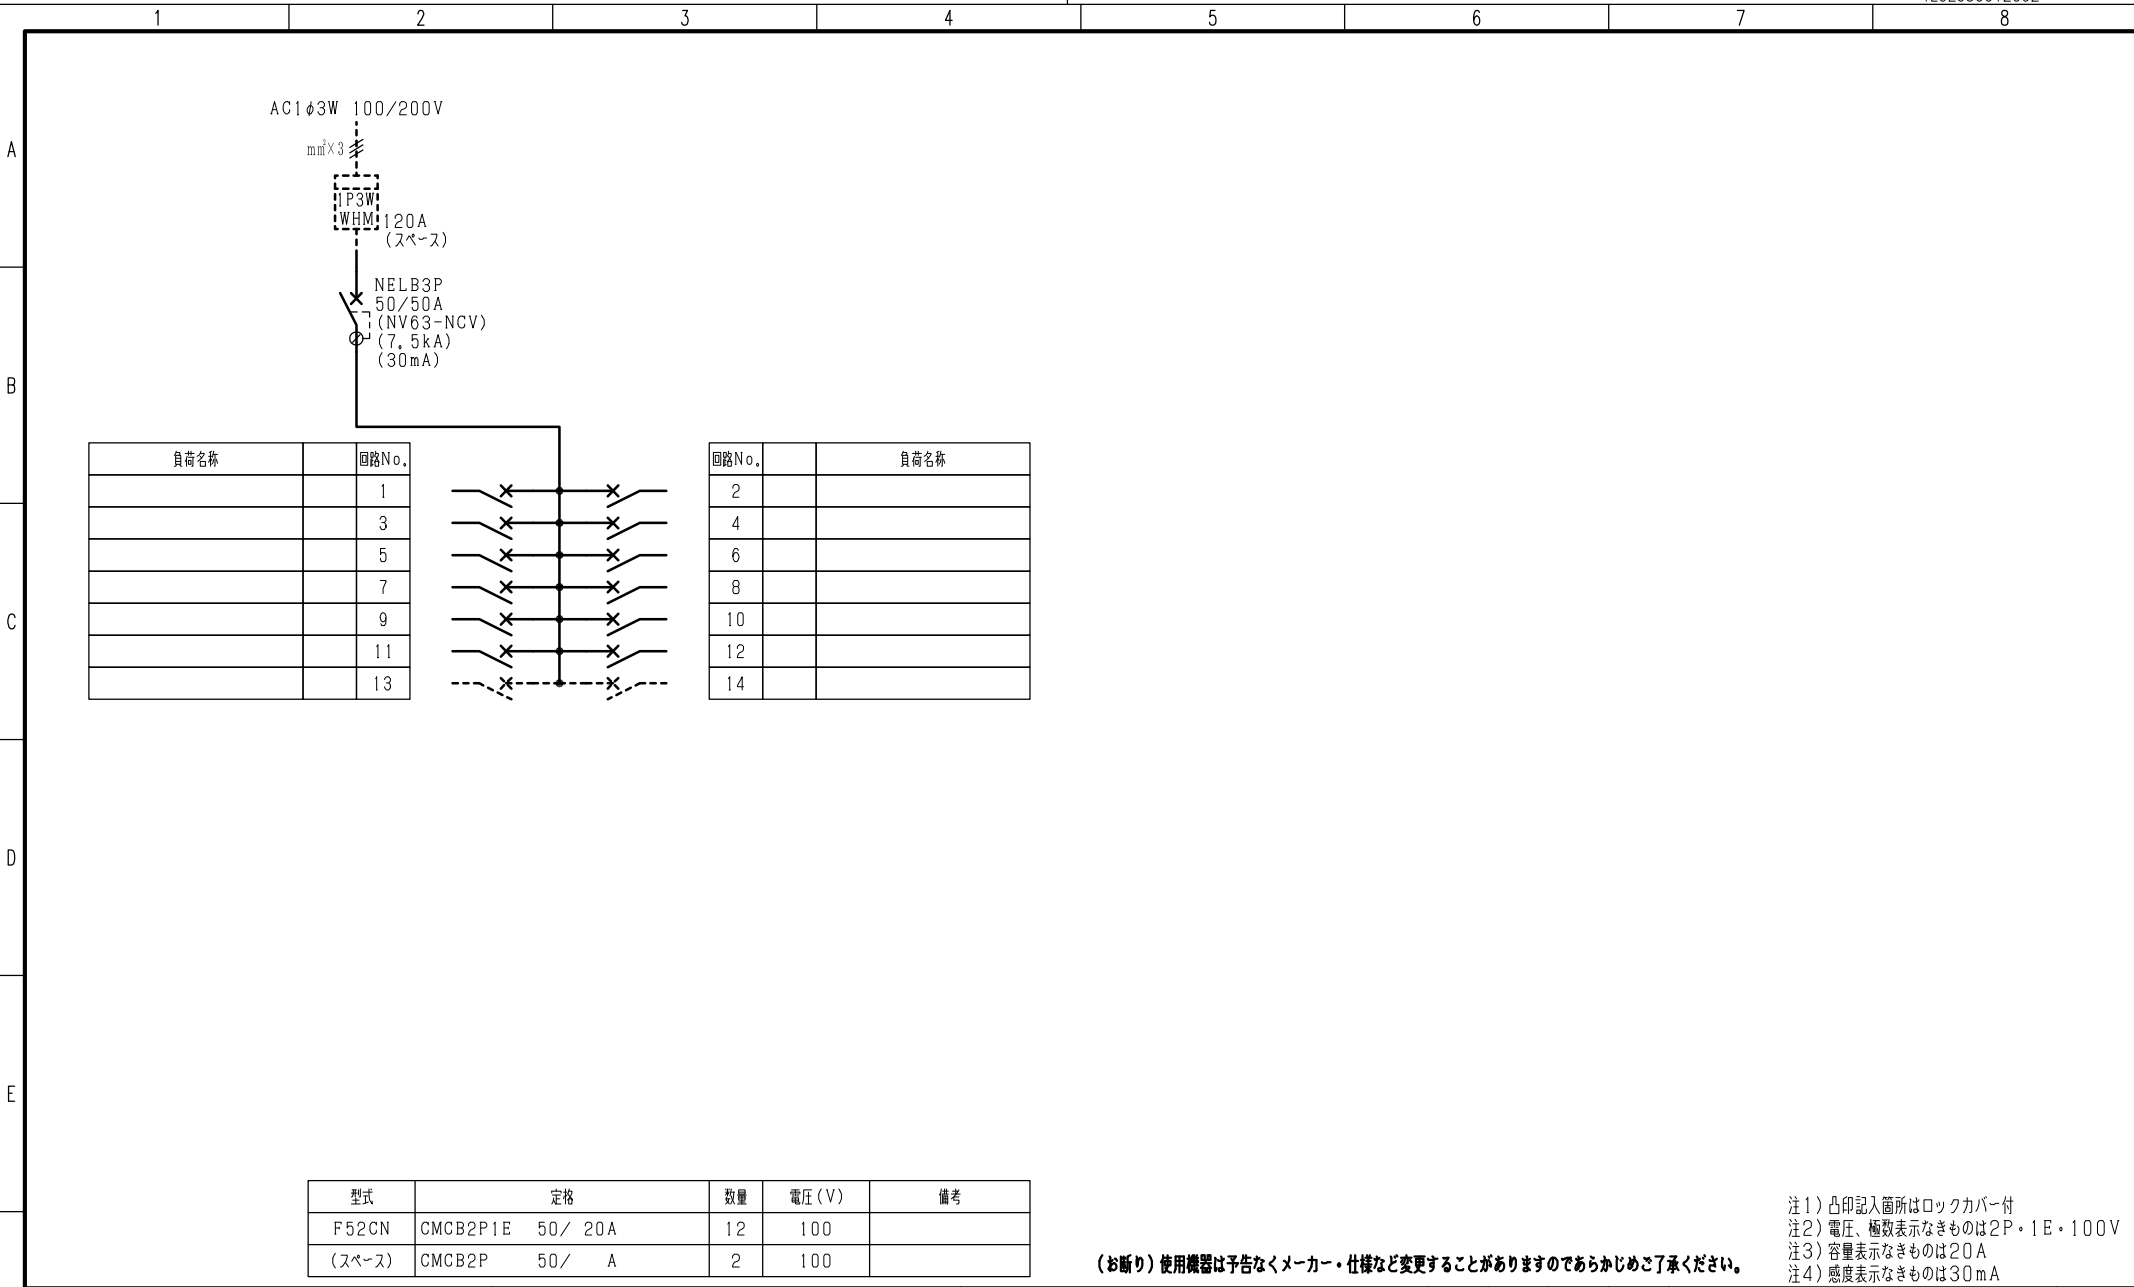 1 2 3 4 5 6 7 8
A
B
C
D
E
AC1φ3W 100/200V
mm²×3
1P3W
WHM
120A
(スペース)
NELB3P
50/50A
(NV63-NCV)
(7.5kA)
(30mA)
負荷名称 回路No.
1
3
5
7
9
11
13
回路No. 負荷名称
2
4
6
8
10
12
14
型式 定格 数量 電圧(V) 備考
F52CN CMCB2P1E 50/ 20A 12 100
(スペース) CMCB2P 50/ A 2 100
(お断り)使用機器は予告なくメーカー・仕様など変更することがありますのであらかじめご了承ください。
注1)凸印記入箇所はロックカバー付
注2)電圧、極数表示なきものは2P・1E・100V
注3)容量表示なきものは20A
注4)感度表示なきものは30mA